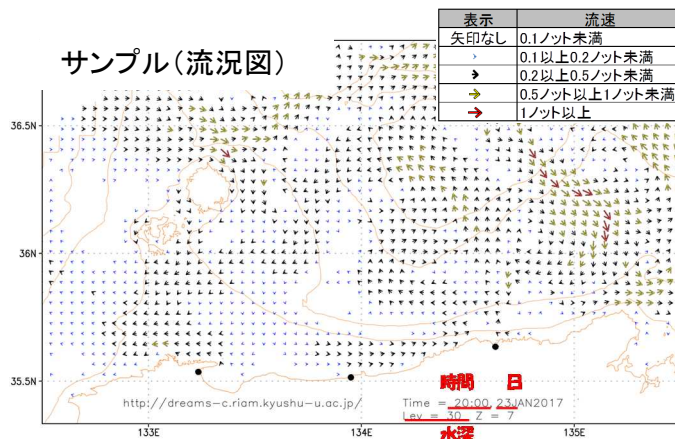 サンプル（流況図）
表示 流速
矢印なし 0.1ノット未満
0.1以上0.2ノット未満
0.2以上0.5ノット未満
0.5ノット以上1ノット未満
1ノット以上
36.5N
36N
35.5N
時間 日
http://dreams-c.riam.kyushu-u.ac.jp/ Time = 20:00 23JAN2017
Lev = 30 Z = 7
水深
133E 134E 135E